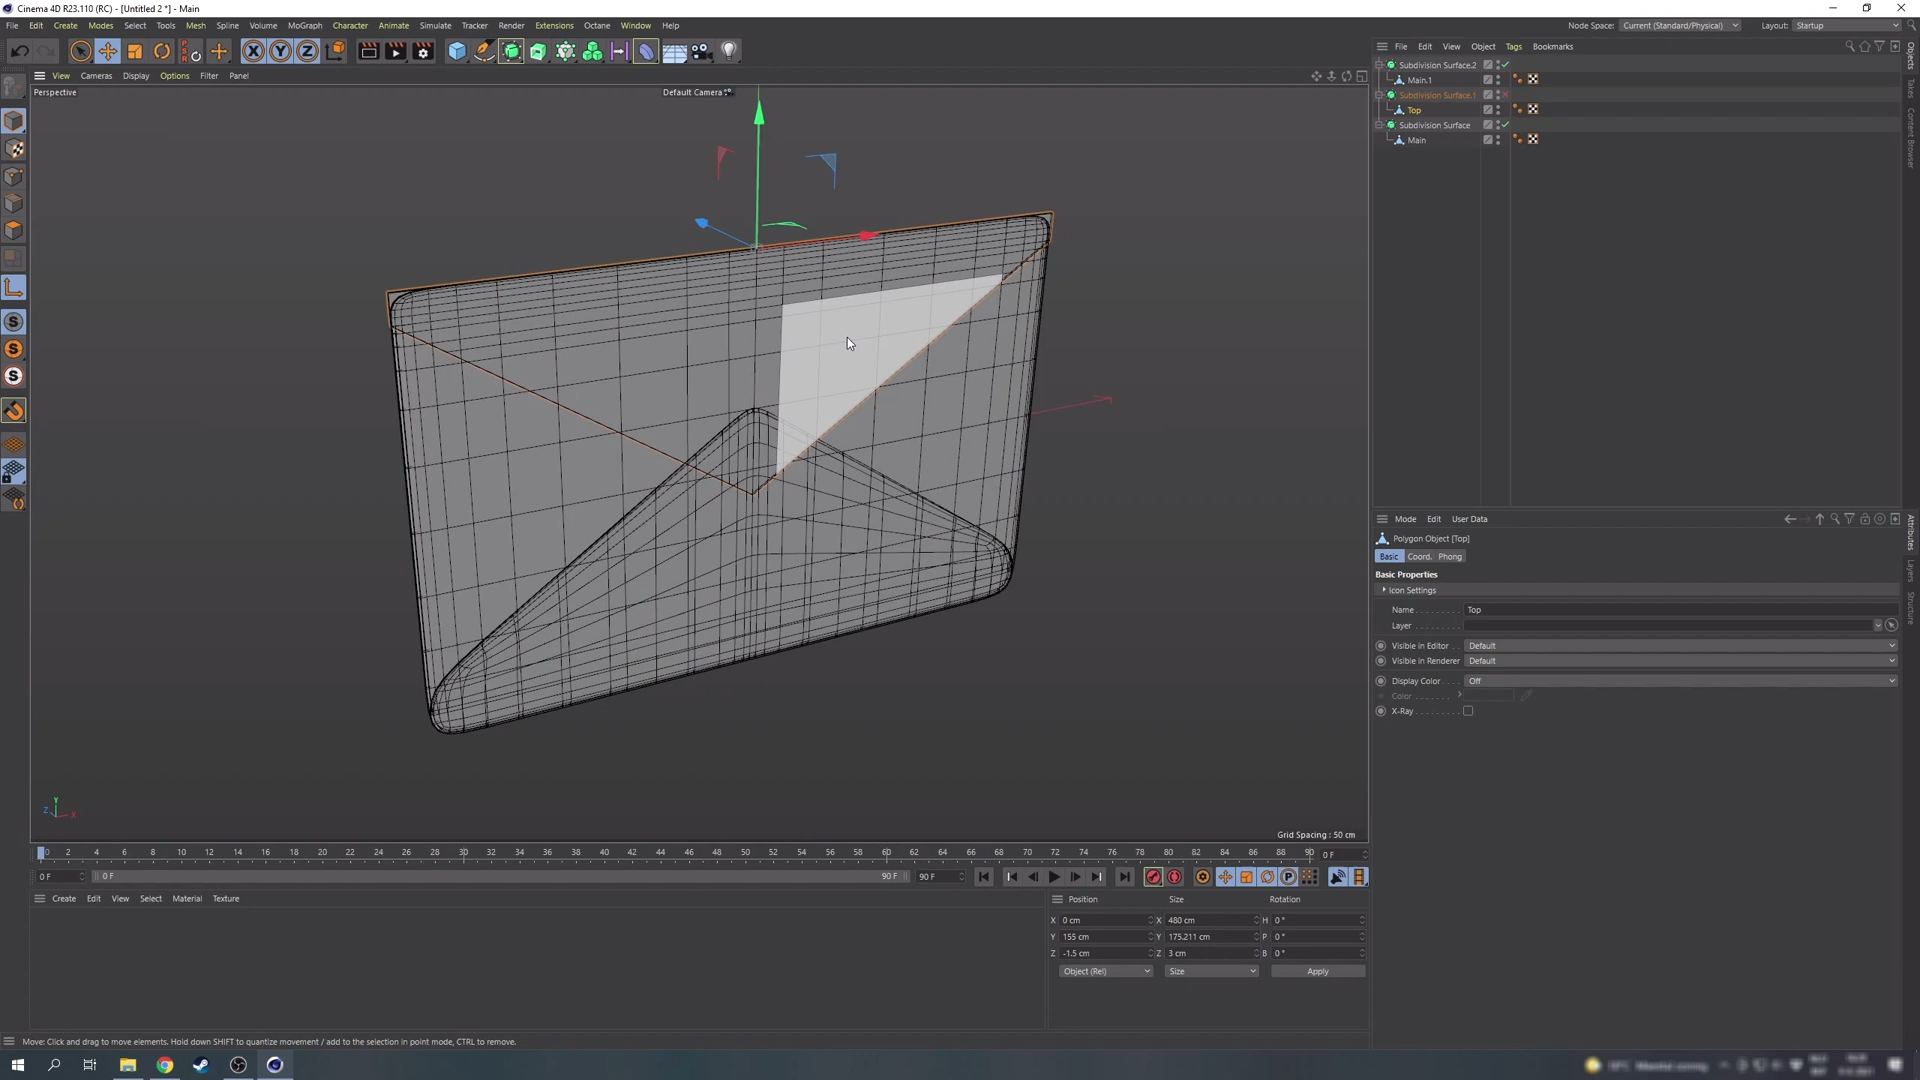 Cinema 4D R23.110 (RC) - [Untitled 2 *] - Main
File Edit Create Modes Select Tools Mesh Spline Volume MoGraph Character Animate Simulate Tracker Render Extensions Octane Window Help
Node Space: Current (Standard/Physical) Layout: Startup
View Cameras Display Options Filter Panel
Perspective
Default Camera
File Edit View Object Tags Bookmarks
Subdivision Surface.2
Main.1
Subdivision Surface.1
Top
Subdivision Surface
Main
Objects
Takes
Content Browser
Mode Edit User Data
Polygon Object [Top]
Basic Coord. Phong
Basic Properties
Icon Settings
Name Top
Layer
Visible in Editor Default
Visible in Renderer Default
Display Color Off
Color
X-Ray
Attributes
Layers
Structure
Y
Z
X
Grid Spacing : 50 cm
0 2 4 6 8 10 12 14 16 18 20 22 24 26 28 30 32 34 36 38 40 42 44 46 48 50 52 54 56 58 60 62 64 66 68 70 72 74 76 78 80 82 84 86 88 90 0 F
0 F 0 F 90 F 90 F
Create Edit View Select Material Texture
Position Size Rotation
X 0 cm X 480 cm H 0 °
Y 155 cm Y 175.211 cm P 0 °
Z -1.5 cm Z 3 cm B 0 °
Object (Rel) Size Apply
Move: Click and drag to move elements. Hold down SHIFT to quantize movement / add to the selection in point mode, CTRL to remove.